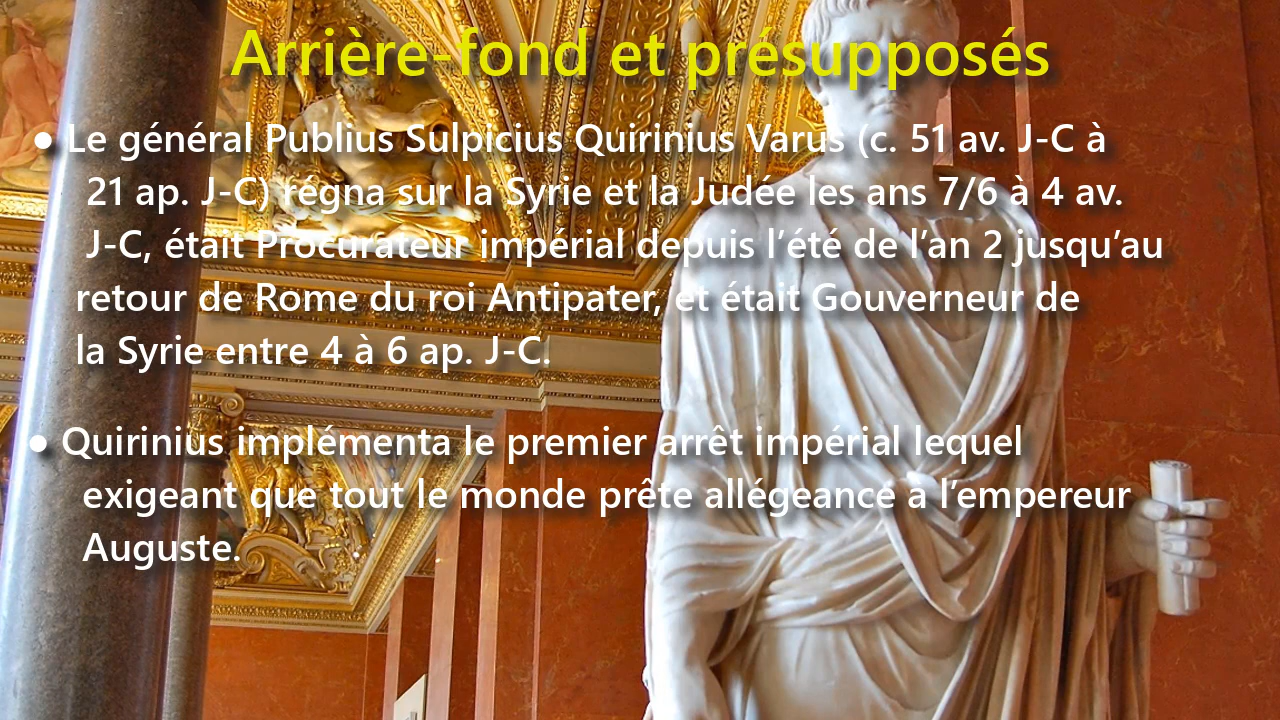 Arrière-fond et présupposés
● Le général Publius Sulpicius Quirinius Varus (c. 51 av. J-C à
21 ap. J-C) régna sur la Syrie et la Judée les ans 7/6 à 4 av.
J-C, était Procurateur impérial depuis l’été de l’an 2 jusqu’au
retour de Rome du roi Antipater, et était Gouverneur de
la Syrie entre 4 à 6 ap. J-C.
● Quirinius implémenta le premier arrêt impérial lequel
exigeant que tout le monde prête allégeance à l’empereur
Auguste.